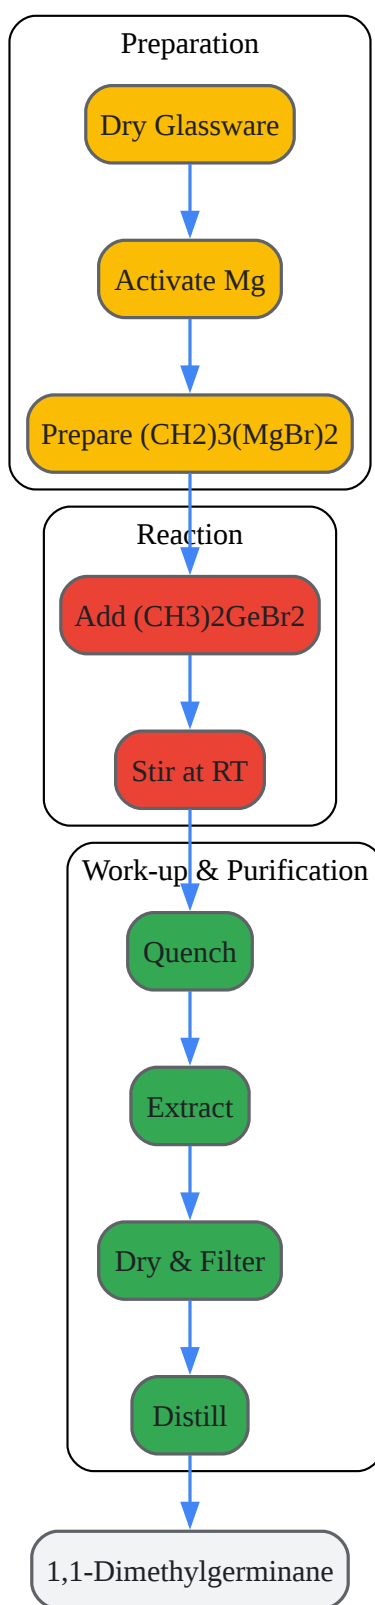 Preparation
Dry Glassware
Activate Mg
Prepare (CH2)3(MgBr)2
Reaction
Add (CH3)2GeBr2
Stir at RT
Work-up & Purification
Quench
Extract
Dry & Filter
Distill
1,1-Dimethylgerminane